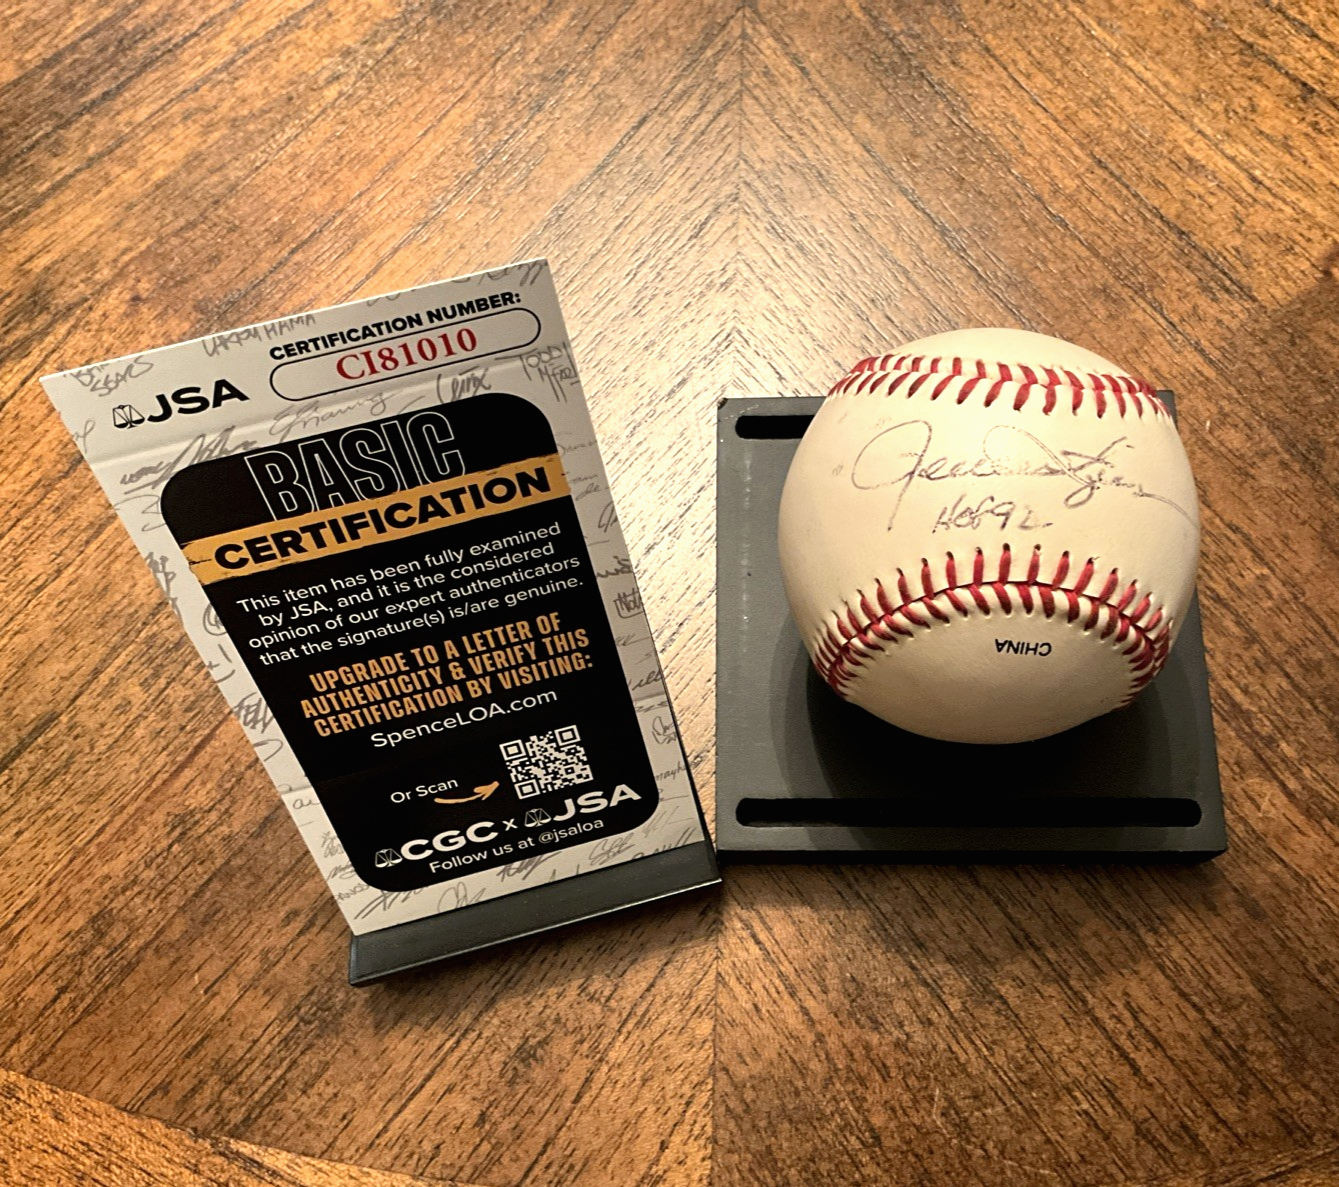 CERTIFICATION NUMBER:
CI81010
JSA
BASIC
CERTIFICATION
This item has been fully examined
by JSA, and it is the considered
opinion of our expert authenticators
that the signature(s) is/are genuine.
UPGRADE TO A LETTER OF
AUTHENTICITY & VERIFY THIS
CERTIFICATION BY VISITING:
SpenceLOA.com
Or Scan
CGC x JSA
Follow us at @jsaloa
Rollie Fingers
HOF 92
CHINA